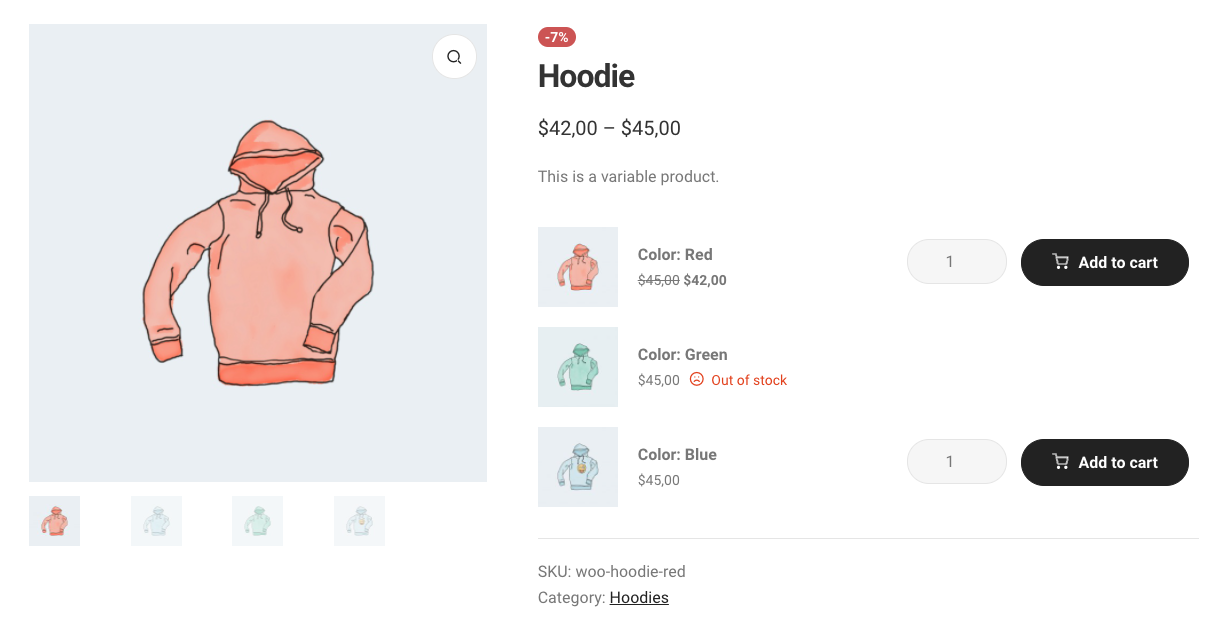 -7%
Hoodie
$42,00 – $45,00
This is a variable product.
Color: Red
$45,00 $42,00
1
Add to cart
Color: Green
$45,00 Out of stock
Color: Blue
$45,00
1
Add to cart
SKU: woo-hoodie-red
Category: Hoodies